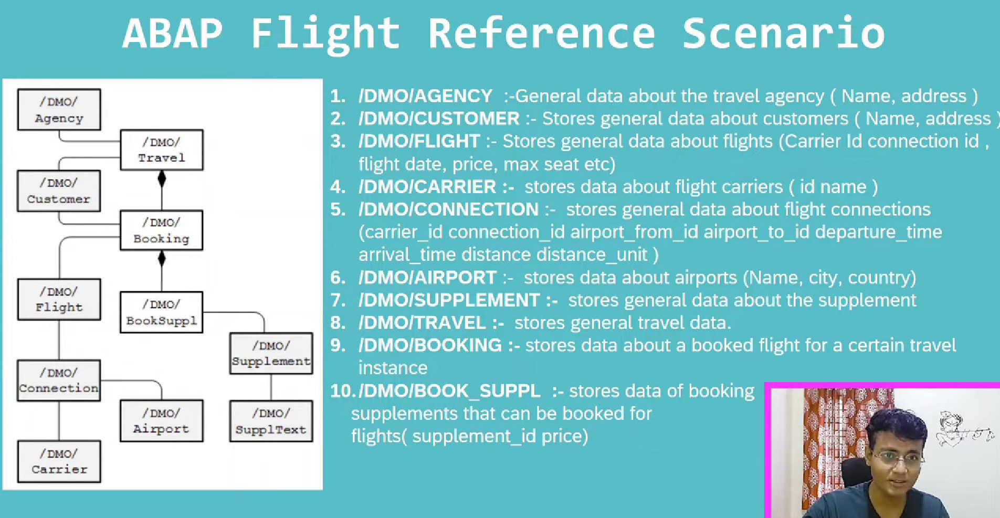 ABAP Flight Reference Scenario
/DMO/
Agency
/DMO/
Travel
/DMO/
Customer
/DMO/
Booking
/DMO/
Flight
/DMO/
BookSuppl
/DMO/
Supplement
/DMO/
Connection
/DMO/
Airport
/DMO/
SupplText
/DMO/
Carrier
1. /DMO/AGENCY :-General data about the travel agency ( Name, address )
2. /DMO/CUSTOMER :- Stores general data about customers ( Name, address )
3. /DMO/FLIGHT :- Stores general data about flights (Carrier Id connection id ,
flight date, price, max seat etc)
4. /DMO/CARRIER :- stores data about flight carriers ( id name )
5. /DMO/CONNECTION :- stores general data about flight connections
(carrier_id connection_id airport_from_id airport_to_id departure_time
arrival_time distance distance_unit )
6. /DMO/AIRPORT :- stores data about airports (Name, city, country)
7. /DMO/SUPPLEMENT :- stores general data about the supplement
8. /DMO/TRAVEL :- stores general travel data.
9. /DMO/BOOKING :- stores data about a booked flight for a certain travel
instance
10. /DMO/BOOK_SUPPL :- stores data of booking
supplements that can be booked for
flights( supplement_id price)